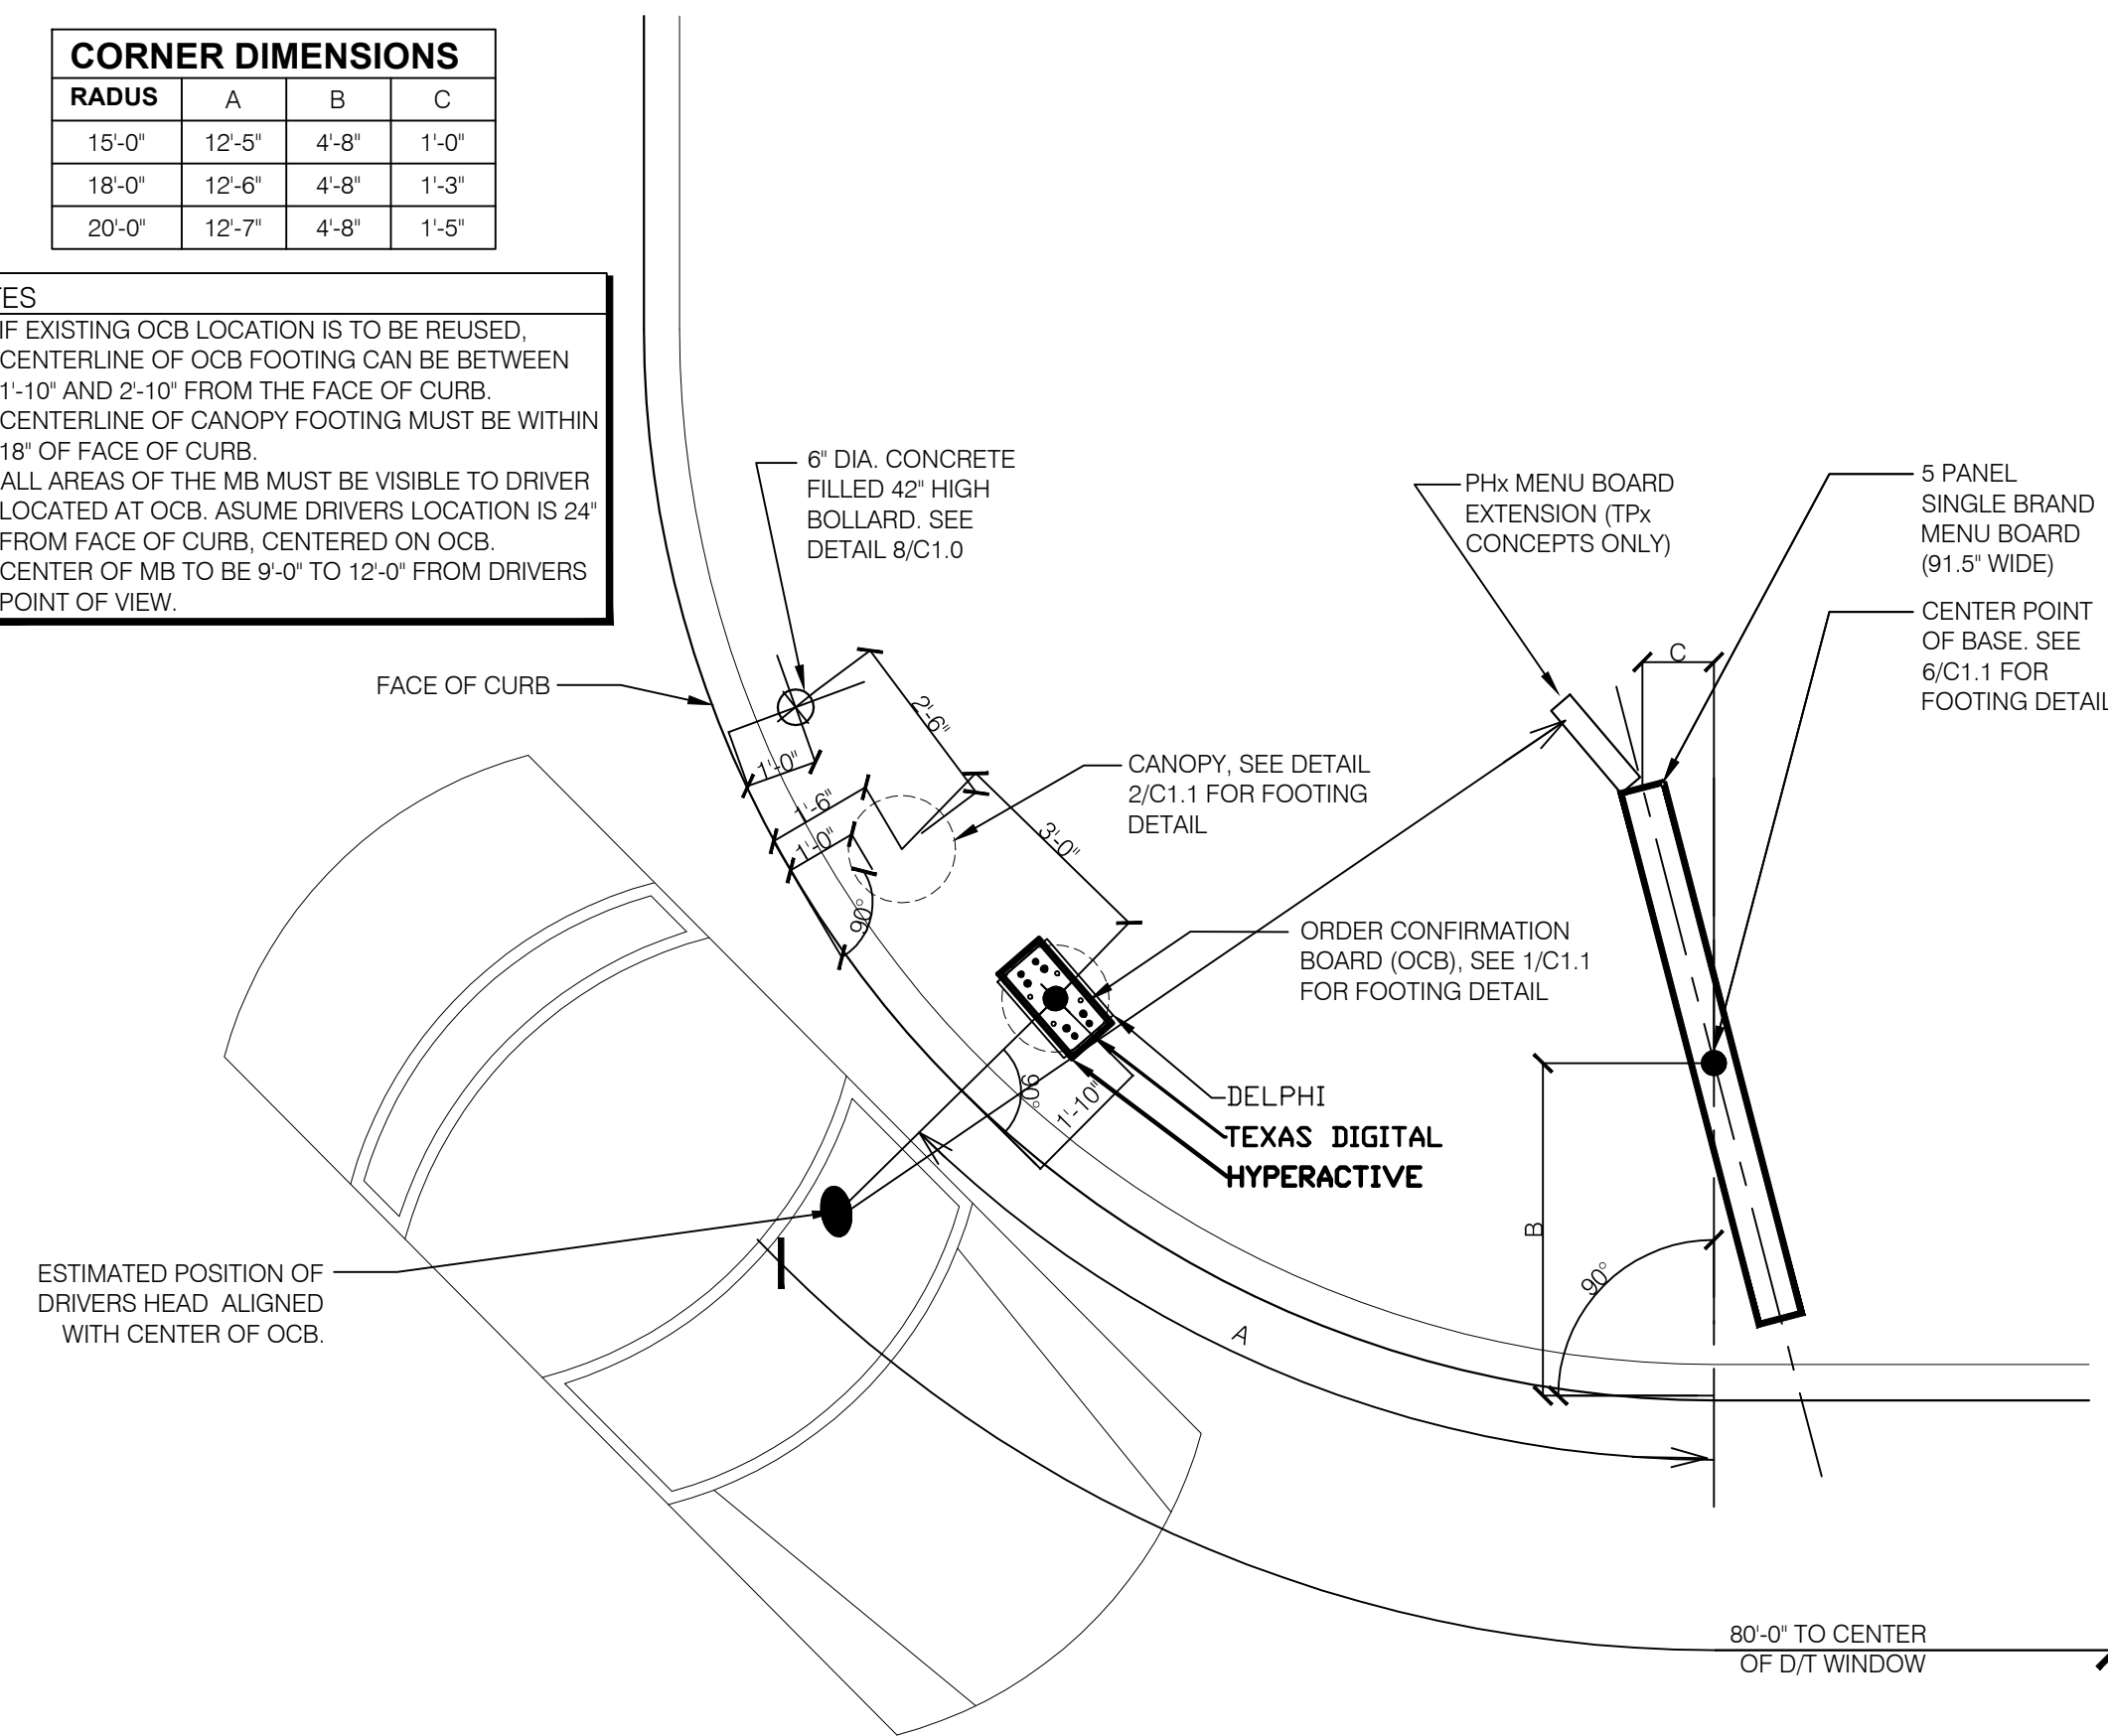 CORNER DIMENSIONS
RADUS A B C
15'-0" 12'-5" 4'-8" 1'-0"
18'-0" 12'-6" 4'-8" 1'-3"
20'-0" 12'-7" 4'-8" 1'-5"
TES
IF EXISTING OCB LOCATION IS TO BE REUSED,
CENTERLINE OF OCB FOOTING CAN BE BETWEEN
1'-10" AND 2'-10" FROM THE FACE OF CURB.
CENTERLINE OF CANOPY FOOTING MUST BE WITHIN
18" OF FACE OF CURB.
ALL AREAS OF THE MB MUST BE VISIBLE TO DRIVER
LOCATED AT OCB. ASUME DRIVERS LOCATION IS 24"
FROM FACE OF CURB, CENTERED ON OCB.
CENTER OF MB TO BE 9'-0" TO 12'-0" FROM DRIVERS
POINT OF VIEW.
6" DIA. CONCRETE
FILLED 42" HIGH
BOLLARD. SEE
DETAIL 8/C1.0
PHx MENU BOARD
EXTENSION (TPx
CONCEPTS ONLY)
5 PANEL
SINGLE BRAND
MENU BOARD
(91.5" WIDE)
CENTER POINT
OF BASE. SEE
6/C1.1 FOR
FOOTING DETAIL
C
FACE OF CURB
2'-6"
1'-0"
1'-6"
1'-0"
90°
3'-0"
CANOPY, SEE DETAIL
2/C1.1 FOR FOOTING
DETAIL
ORDER CONFIRMATION
BOARD (OCB), SEE 1/C1.1
FOR FOOTING DETAIL
90°
1'-10"
DELPHI
TEXAS DIGITAL
HYPERACTIVE
B
90°
ESTIMATED POSITION OF
DRIVERS HEAD ALIGNED
WITH CENTER OF OCB.
A
80'-0" TO CENTER
OF D/T WINDOW